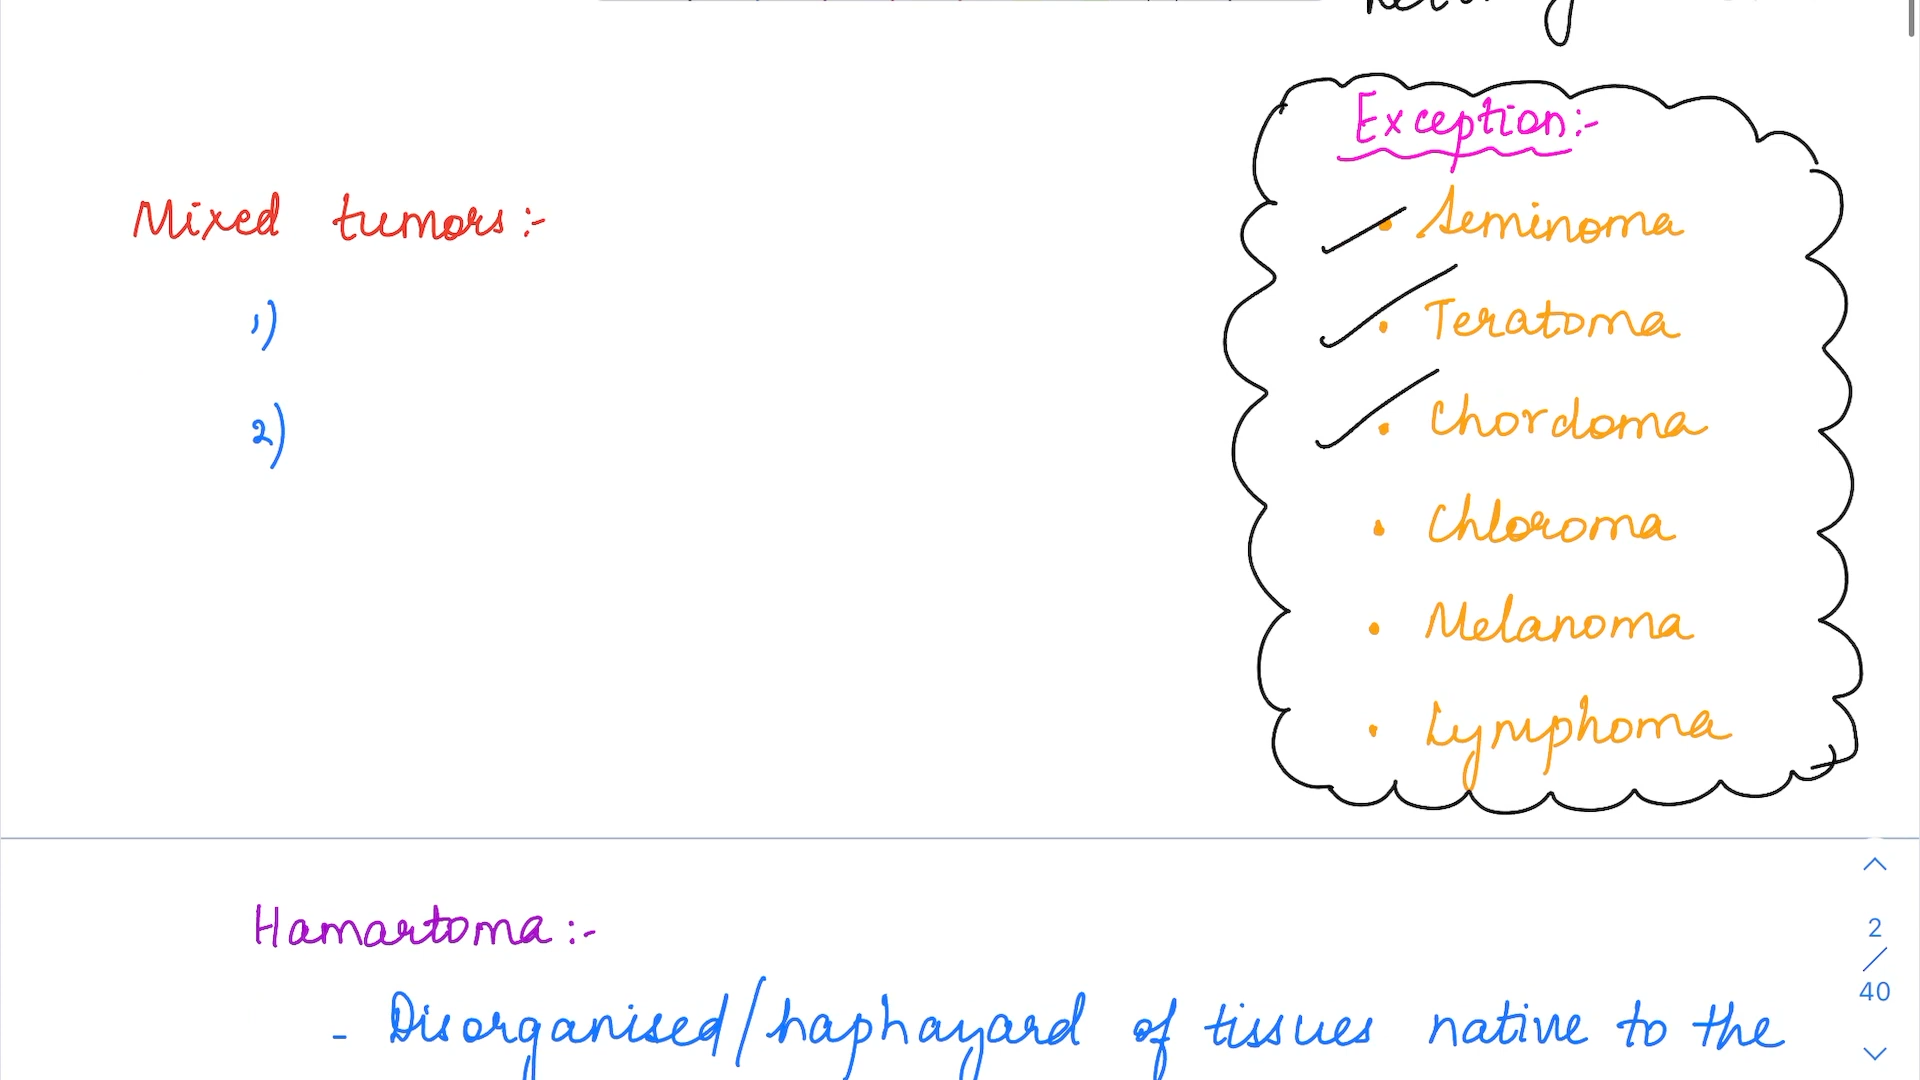 Exception:-
Mixed tumors:-
• Seminoma
1)
• Teratoma
2)
• Chordoma
• Chloroma
• Melanoma
• Lymphoma
Hamartoma:-
- Disorganised/haphayard of tissues native to the
2
/
40